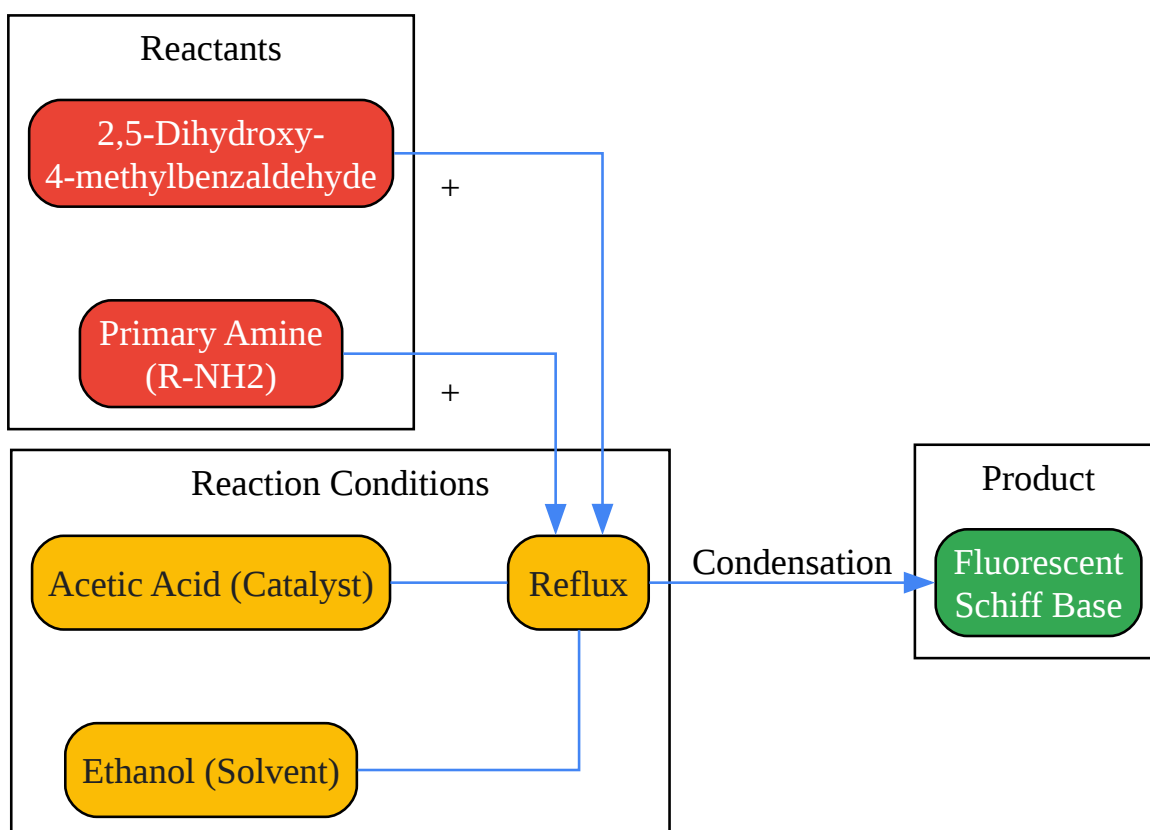 Reactants
2,5-Dihydroxy-
4-methylbenzaldehyde
+
Primary Amine
(R-NH2)
+
Reaction Conditions
Acetic Acid (Catalyst)
Reflux
Ethanol (Solvent)
Condensation
Product
Fluorescent
Schiff Base